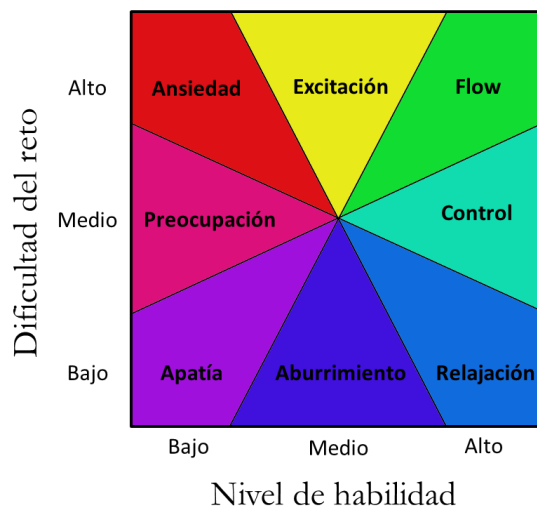 Dificultad del reto
Alto
Ansiedad
Excitación
Flow
Medio
Preocupación
Control
Bajo
Apatía
Aburrimiento
Relajación
Bajo
Medio
Alto
Nivel de habilidad